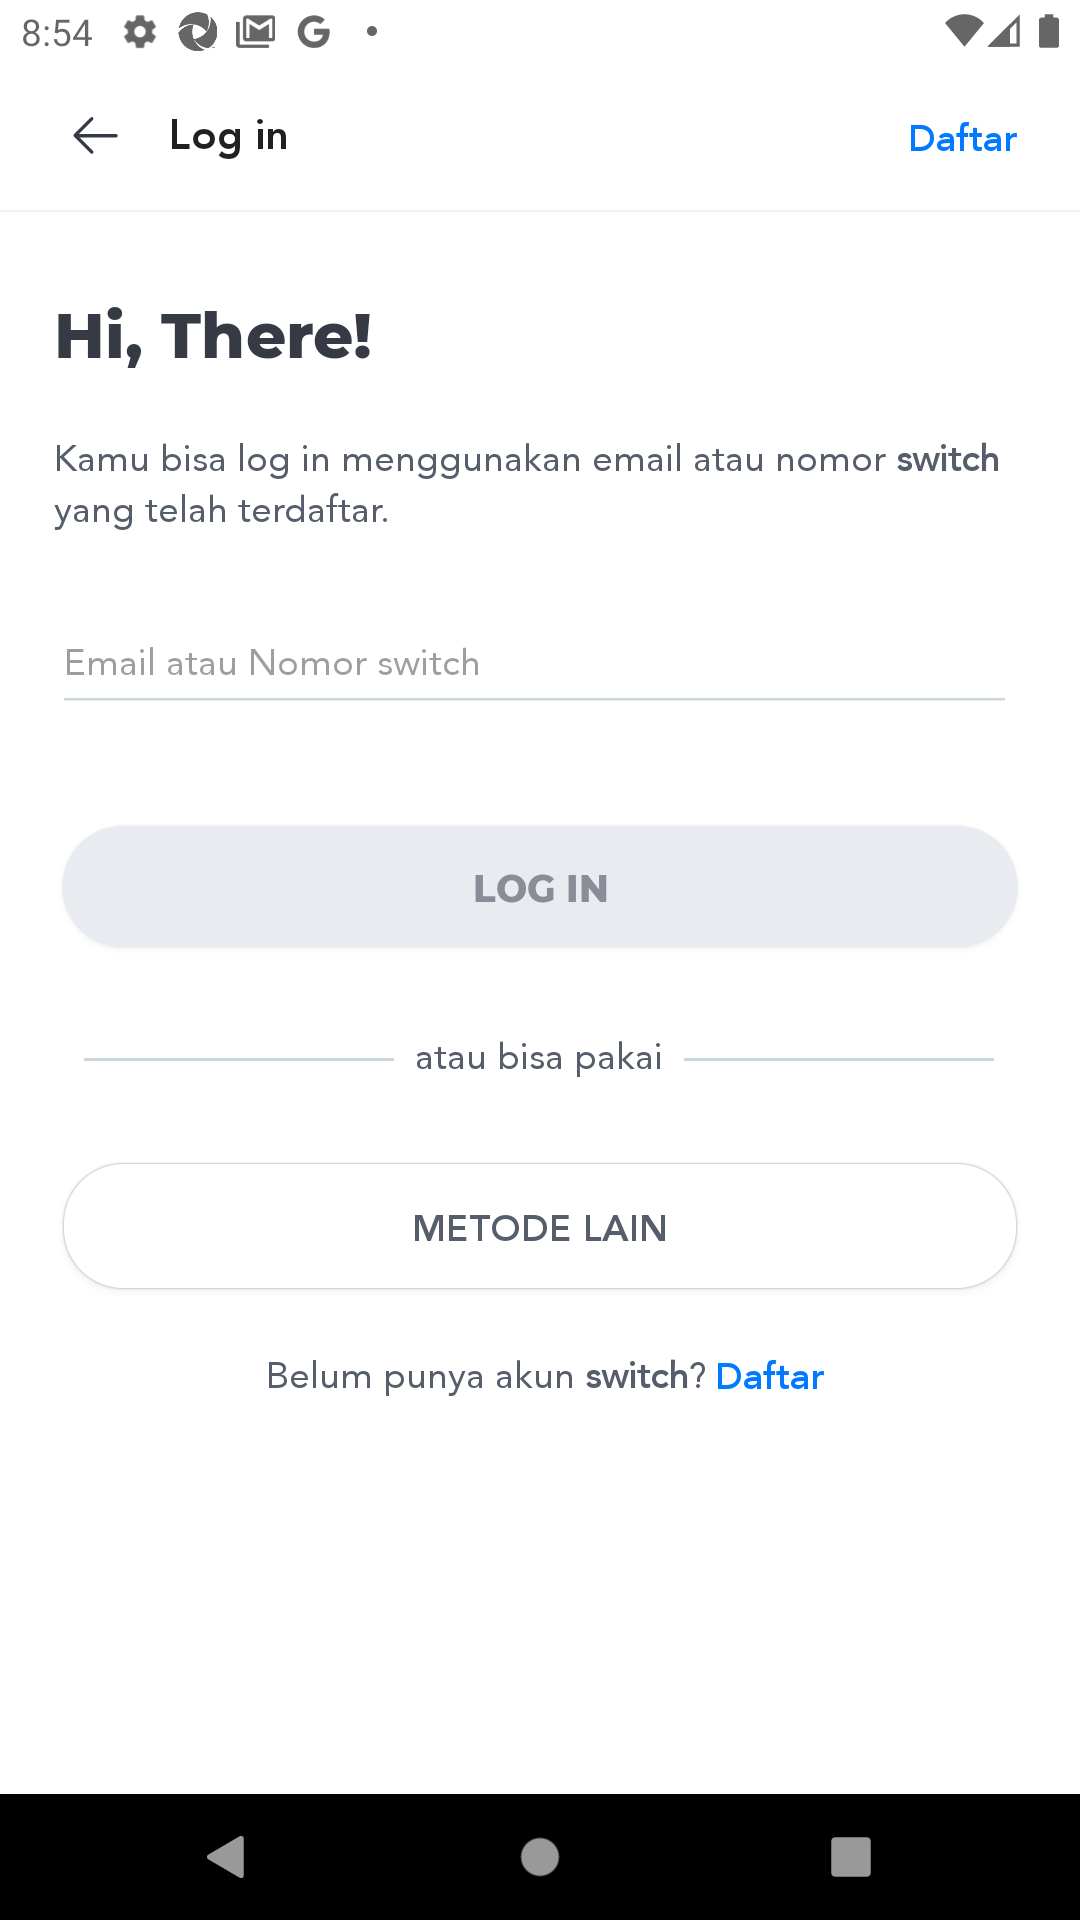 8:54
Log in
Daftar
Hi, There!
Kamu bisa log in menggunakan email atau nomor switch
yang telah terdaftar.
Email atau Nomor switch
LOG IN
atau bisa pakai
METODE LAIN
Belum punya akun switch? Daftar